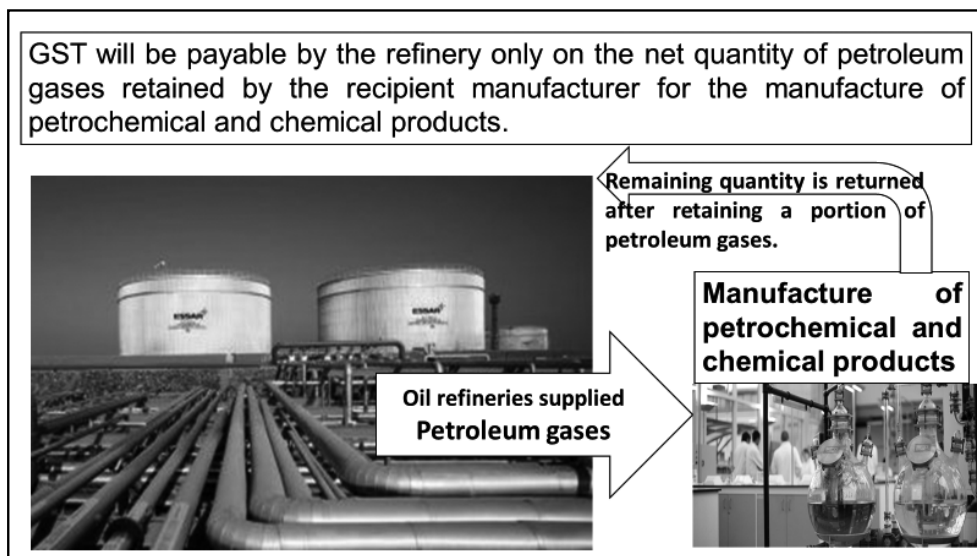 GST will be payable by the refinery only on the net quantity of petroleum
gases retained by the recipient manufacturer for the manufacture of
petrochemical and chemical products.
Remaining quantity is returned
after retaining a portion of
petroleum gases.
Manufacture of
petrochemical and
chemical products
ESSAR
ESSAR
Oil refineries supplied
Petroleum gases